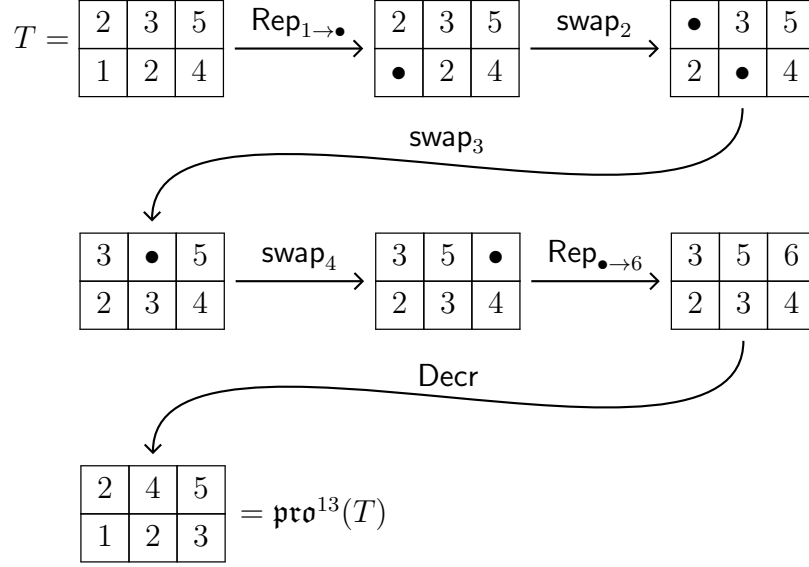 2 3 5 Rep₁→• 2 3 5 swap₂ • 3 5
T = 1 2 4 • 2 4 2 • 4
swap₃
3 • 5 swap₄ 3 5 • Rep•→₆ 3 5 6
2 3 4 2 3 4 2 3 4
Decr
2 4 5
1 2 3 = 𝔭𝔯𝔬¹³(T)